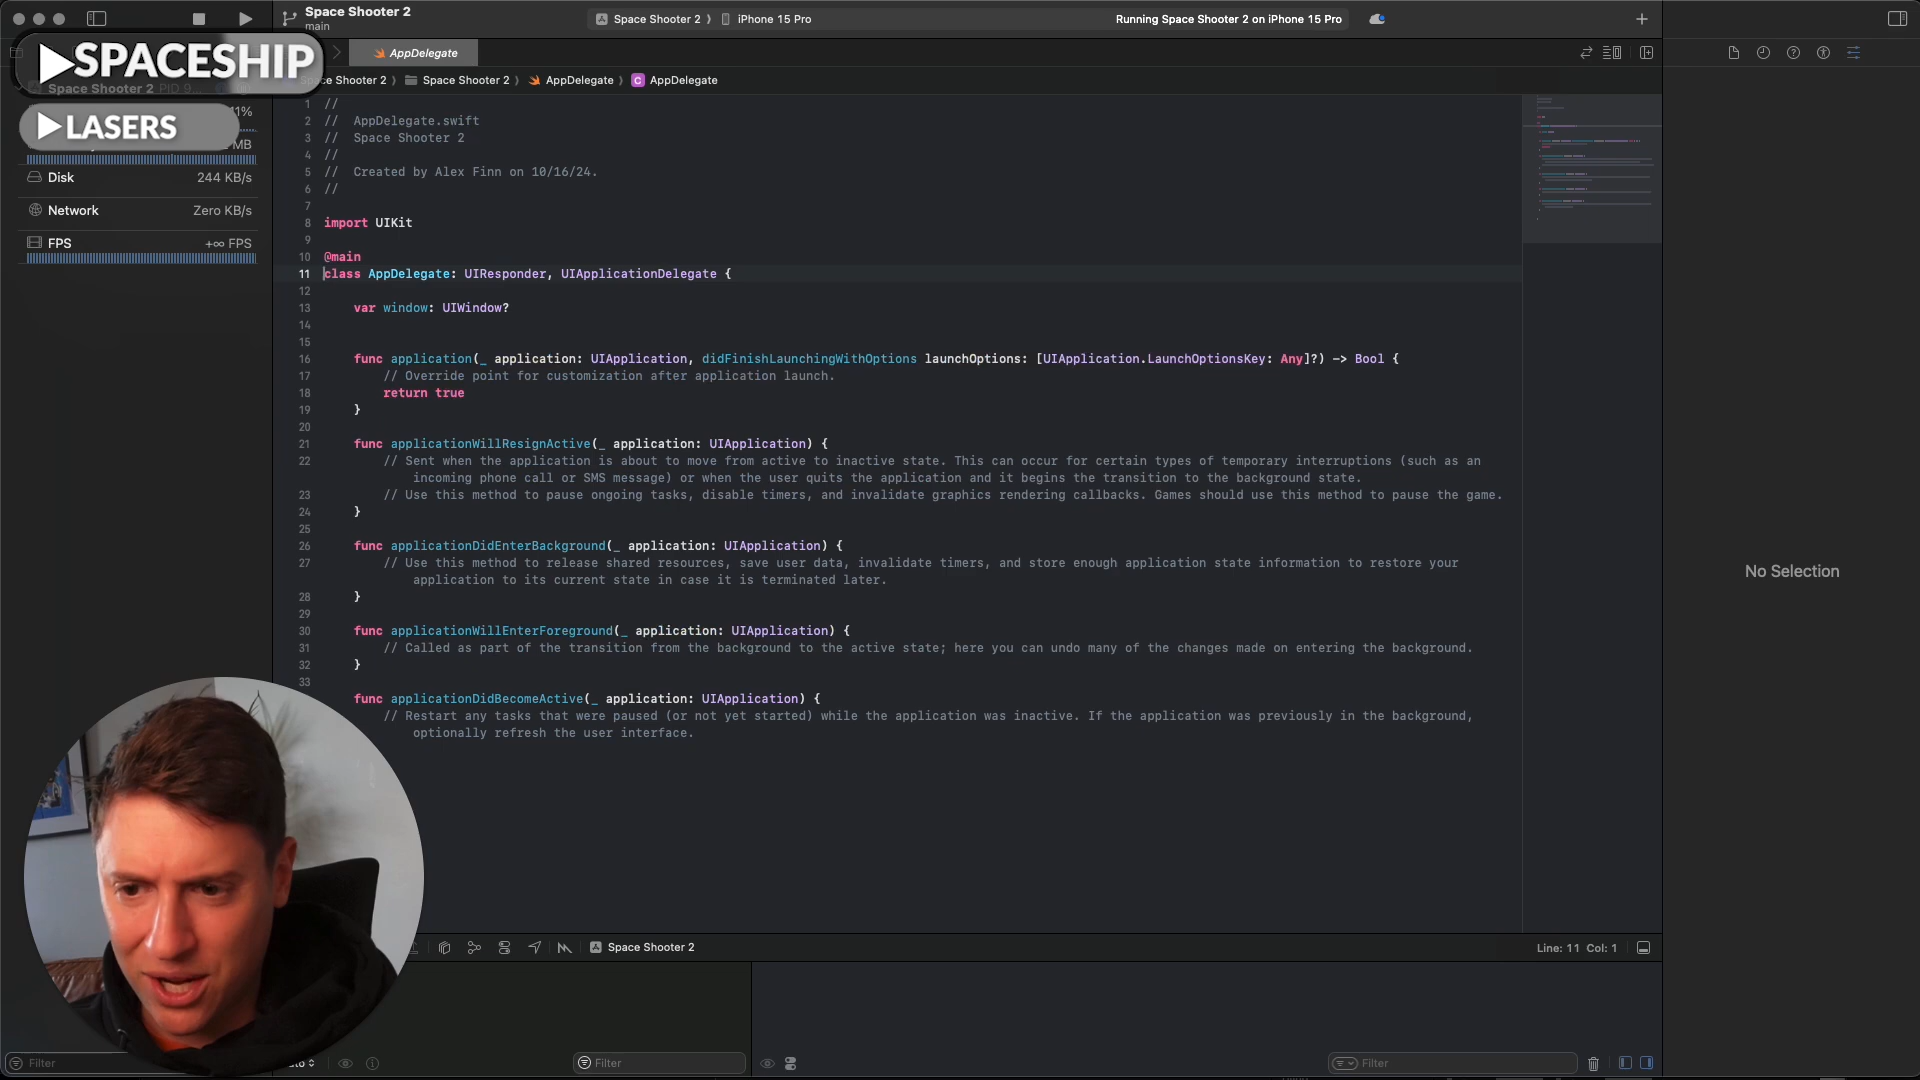 Space Shooter 2
main
Space Shooter 2 〉 iPhone 15 Pro
Running Space Shooter 2 on iPhone 15 Pro
SPACESHIP
AppDelegate
Space Shooter 2 PID 9...
Space Shooter 2 〉 Space Shooter 2 〉 AppDelegate 〉 C AppDelegate
LASERS
MB
Disk 244 KB/s
Network Zero KB/s
FPS +∞ FPS
1 //
2 //  AppDelegate.swift
3 //  Space Shooter 2
4 //
5 //  Created by Alex Finn on 10/16/24.
6 //
7
8 import UIKit
9
10 @main
11 class AppDelegate: UIResponder, UIApplicationDelegate {
12
13     var window: UIWindow?
14
15
16     func application(_ application: UIApplication, didFinishLaunchingWithOptions launchOptions: [UIApplication.LaunchOptionsKey: Any]?) -> Bool {
17         // Override point for customization after application launch.
18         return true
19     }
20
21     func applicationWillResignActive(_ application: UIApplication) {
22         // Sent when the application is about to move from active to inactive state. This can occur for certain types of temporary interruptions (such as an
incoming phone call or SMS message) or when the user quits the application and it begins the transition to the background state.
23         // Use this method to pause ongoing tasks, disable timers, and invalidate graphics rendering callbacks. Games should use this method to pause the game.
24     }
25
26     func applicationDidEnterBackground(_ application: UIApplication) {
27         // Use this method to release shared resources, save user data, invalidate timers, and store enough application state information to restore your
application to its current state in case it is terminated later.
28     }
29
30     func applicationWillEnterForeground(_ application: UIApplication) {
31         // Called as part of the transition from the background to the active state; here you can undo many of the changes made on entering the background.
32     }
33
func applicationDidBecomeActive(_ application: UIApplication) {
// Restart any tasks that were paused (or not yet started) while the application was inactive. If the application was previously in the background,
optionally refresh the user interface.
No Selection
Space Shooter 2
Line: 11 Col: 1
Filter
Filter
Filter